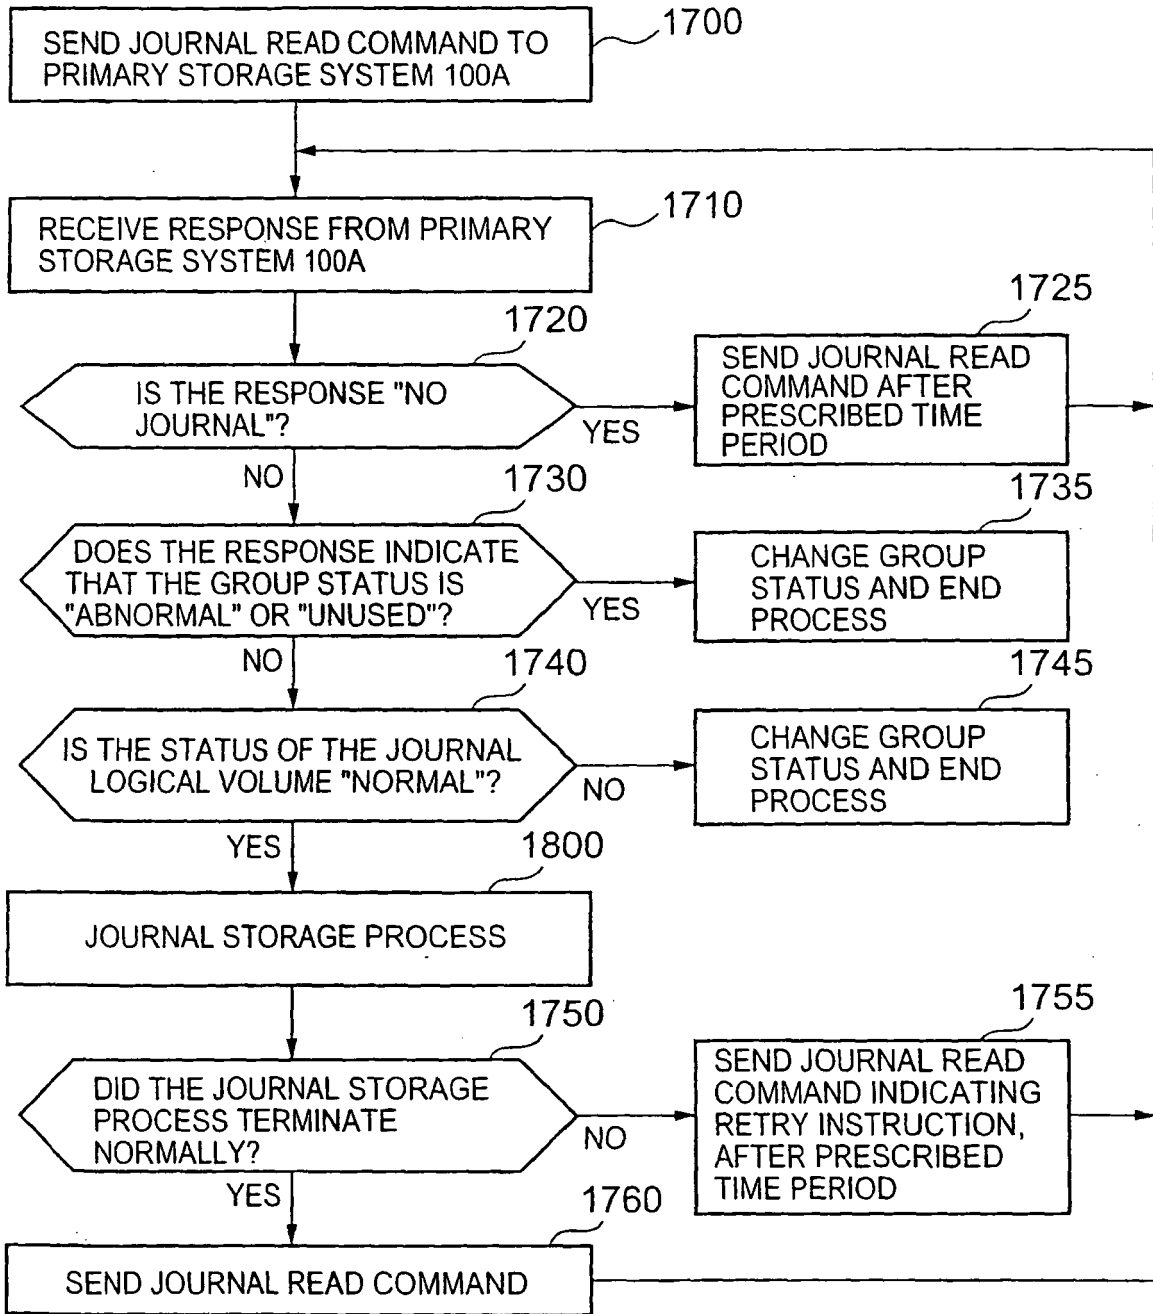 1700
SEND JOURNAL READ COMMAND TO
PRIMARY STORAGE SYSTEM 100A
1710
RECEIVE RESPONSE FROM PRIMARY
STORAGE SYSTEM 100A
1720
IS THE RESPONSE "NO
JOURNAL"?
YES
NO
1725
SEND JOURNAL READ
COMMAND AFTER
PRESCRIBED TIME
PERIOD
1730
DOES THE RESPONSE INDICATE
THAT THE GROUP STATUS IS
"ABNORMAL" OR "UNUSED"?
YES
NO
1735
CHANGE GROUP
STATUS AND END
PROCESS
1740
IS THE STATUS OF THE JOURNAL
LOGICAL VOLUME "NORMAL"?
NO
YES
1745
CHANGE GROUP
STATUS AND END
PROCESS
1800
JOURNAL STORAGE PROCESS
1750
DID THE JOURNAL STORAGE
PROCESS TERMINATE
NORMALLY?
NO
YES
1755
SEND JOURNAL READ
COMMAND INDICATING
RETRY INSTRUCTION,
AFTER PRESCRIBED
TIME PERIOD
1760
SEND JOURNAL READ COMMAND